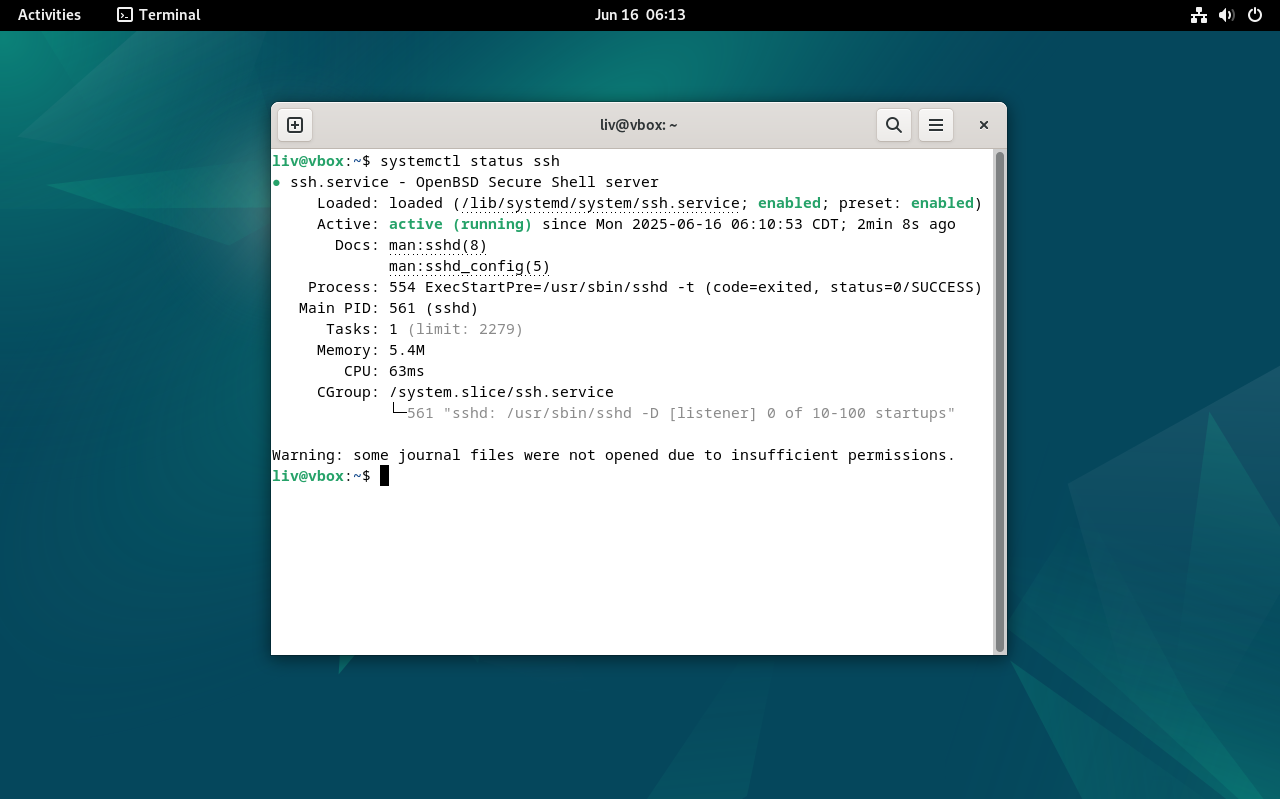 Activities Terminal Jun 16 06:13
liv@vbox: ~
liv@vbox:~$ systemctl status ssh
● ssh.service - OpenBSD Secure Shell server
Loaded: loaded (/lib/systemd/system/ssh.service; enabled; preset: enabled)
Active: active (running) since Mon 2025-06-16 06:10:53 CDT; 2min 8s ago
Docs: man:sshd(8)
man:sshd_config(5)
Process: 554 ExecStartPre=/usr/sbin/sshd -t (code=exited, status=0/SUCCESS)
Main PID: 561 (sshd)
Tasks: 1 (limit: 2279)
Memory: 5.4M
CPU: 63ms
CGroup: /system.slice/ssh.service
└─561 "sshd: /usr/sbin/sshd -D [listener] 0 of 10-100 startups"
Warning: some journal files were not opened due to insufficient permissions.
liv@vbox:~$